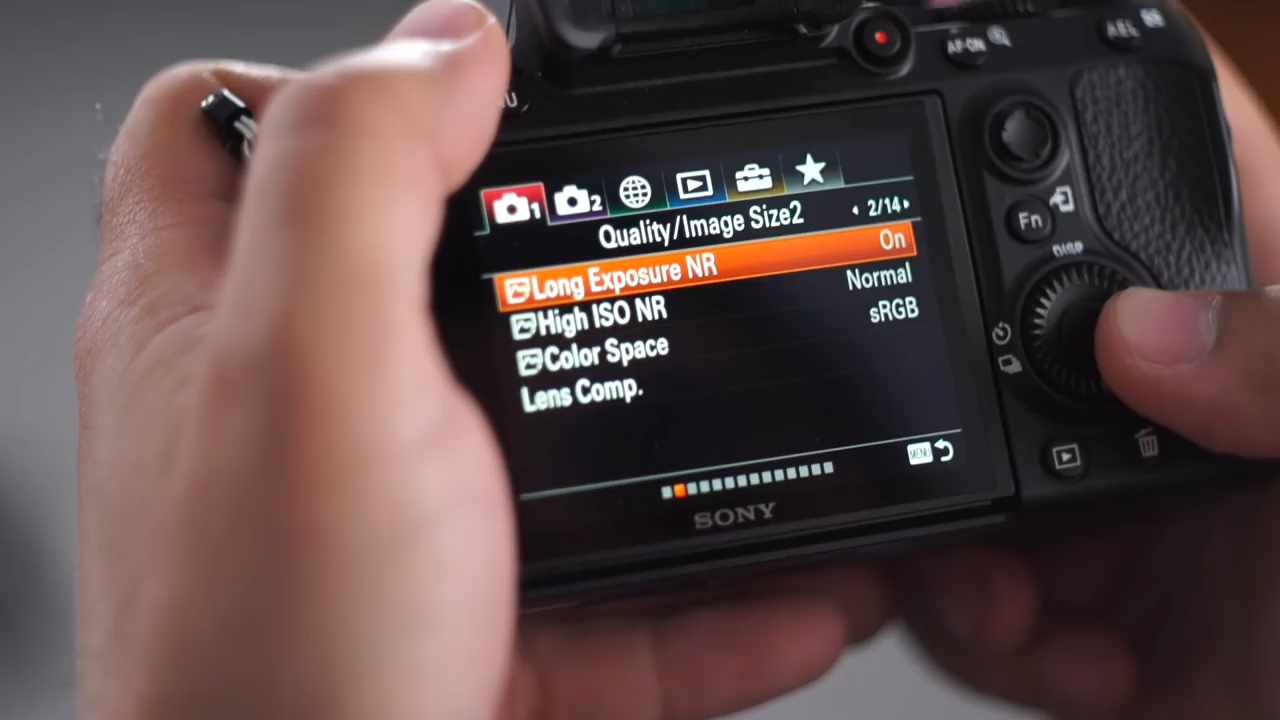 AF-ON
AEL
1
2
Quality/Image Size2
2/14
Long Exposure NR On
High ISO NR Normal
Color Space sRGB
Lens Comp.
MENU
SONY
Fn
DISP